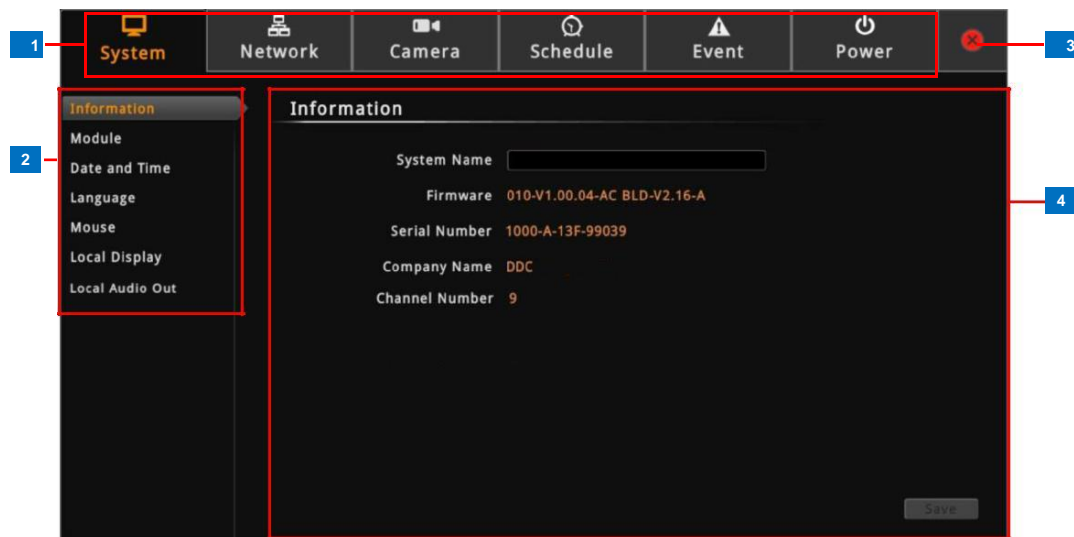 1
System Network Camera Schedule Event Power
3
2
Information
Module
Date and Time
Language
Mouse
Local Display
Local Audio Out
Information
System Name
Firmware 010-V1.00.04-AC BLD-V2.16-A
Serial Number 1000-A-13F-99039
Company Name DDC
Channel Number 9
Save
4